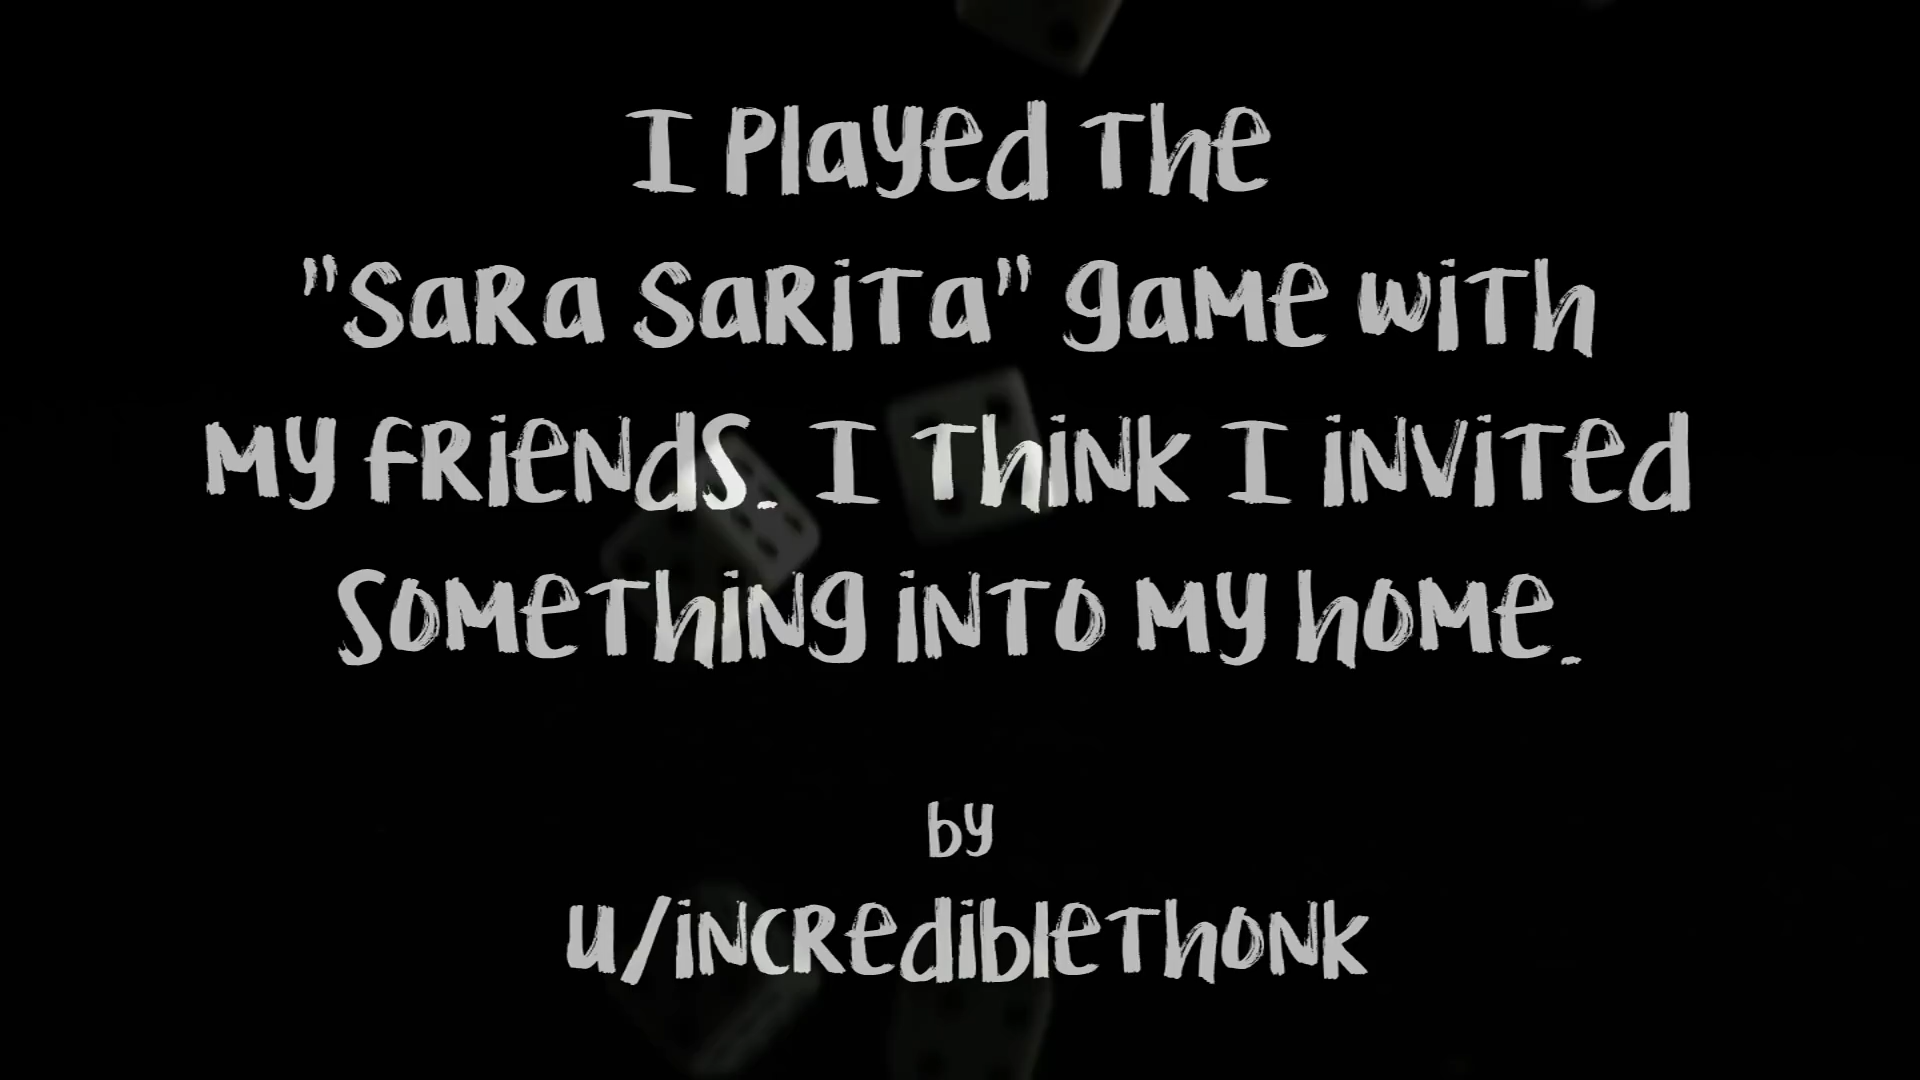 I Played The
"Sara Sarita" game with
my friends. I think I invited
something into my home.
by
u/incrediblethonk